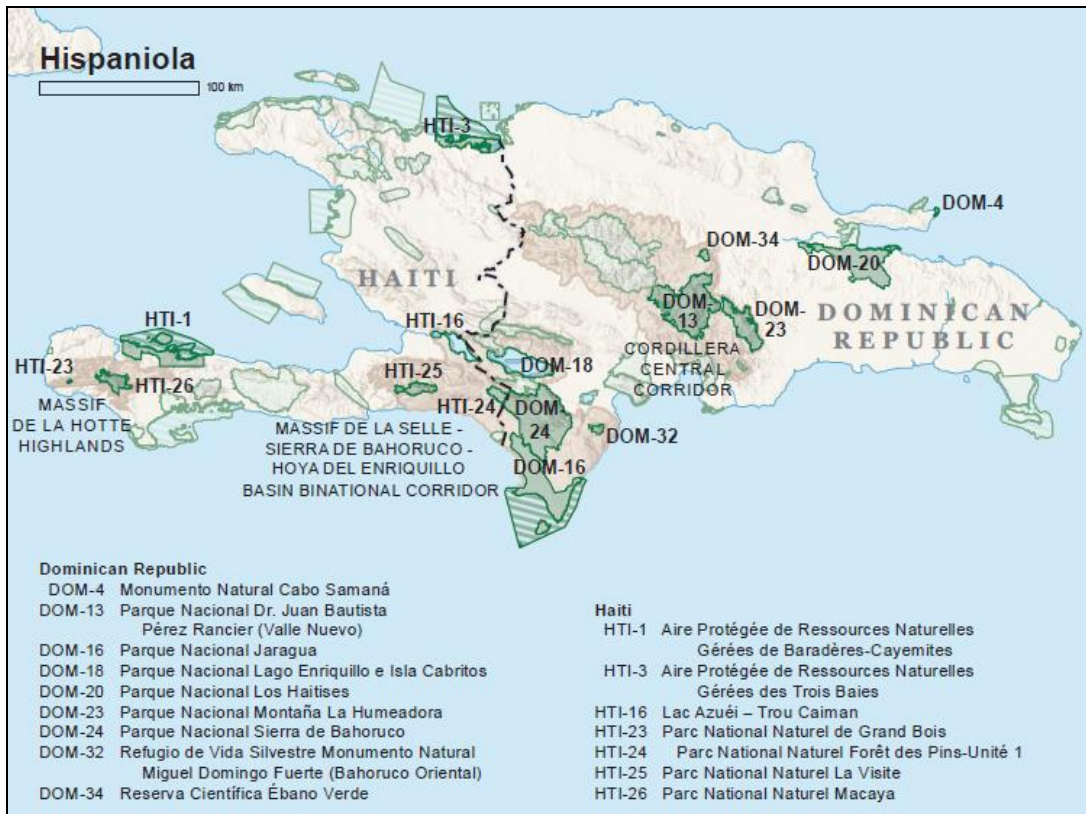 Hispaniola
100 km
HTI-3
DOM-4
DOM-34
DOM-20
HAITI
DOM-
13
DOM-
23
DOMINICAN
REPUBLIC
HTI-1
HTI-16
CORDILLERA
CENTRAL
CORRIDOR
DOM-18
HTI-23
HTI-26
HTI-25
HTI-24
DOM-
24
MASSIF
DE LA HOTTE
HIGHLANDS
MASSIF DE LA SELLE -
SIERRA DE BAHORUCO -
HOYA DEL ENRIQUILLO
BASIN BINATIONAL CORRIDOR
DOM-32
DOM-16
Dominican Republic
DOM-4 Monumento Natural Cabo Samaná
DOM-13 Parque Nacional Dr. Juan Bautista
Pérez Rancier (Valle Nuevo)
DOM-16 Parque Nacional Jaragua
DOM-18 Parque Nacional Lago Enriquillo e Isla Cabritos
DOM-20 Parque Nacional Los Haitises
DOM-23 Parque Nacional Montaña La Humeadora
DOM-24 Parque Nacional Sierra de Bahoruco
DOM-32 Refugio de Vida Silvestre Monumento Natural
Miguel Domingo Fuerte (Bahoruco Oriental)
DOM-34 Reserva Científica Ébano Verde
Haiti
HTI-1 Aire Protégée de Ressources Naturelles
Gérées de Baradères-Cayemites
HTI-3 Aire Protégée de Ressources Naturelles
Gérées des Trois Baies
HTI-16 Lac Azuéi – Trou Caiman
HTI-23 Parc National Naturel de Grand Bois
HTI-24 Parc National Naturel Forêt des Pins-Unité 1
HTI-25 Parc National Naturel La Visite
HTI-26 Parc National Naturel Macaya